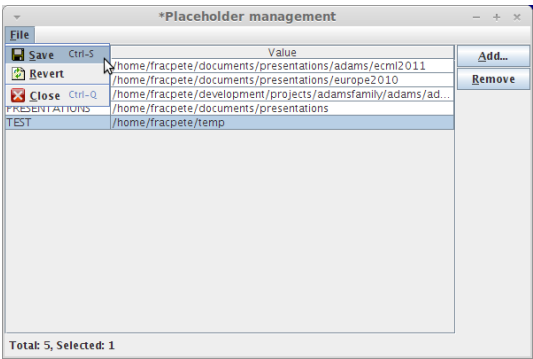 *Placeholder management
File
Save Ctrl-S
Revert
Close Ctrl-Q
Value
/home/fracpete/documents/presentations/adams/ecml2011
/home/fracpete/documents/presentations/europe2010
/home/fracpete/development/projects/adamsfamily/adams/ad...
PRESENTATIONS /home/fracpete/documents/presentations
TEST /home/fracpete/temp
Add...
Remove
Total: 5, Selected: 1